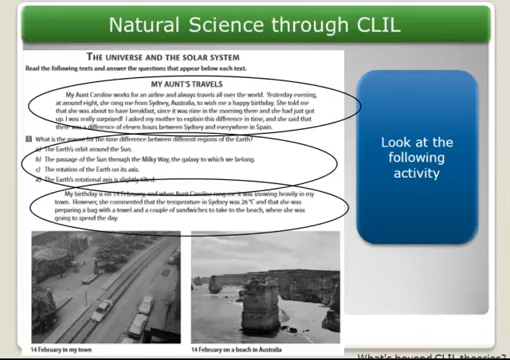 Natural Science through CLIL
THE UNIVERSE AND THE SOLAR SYSTEM
Read the following texts and answer the questions that appear below each text.
MY AUNT'S TRAVELS
My Aunt Caroline works for an airline and always travels all over the world. Yesterday evening,
at around eight, she rang me from Sydney, Australia, to wish me a happy birthday. She told me
that she was about to have breakfast, since it was nine in the morning there and she had just got
up. I was really surprised! I asked my mother to explain this difference in time, and she said that
there was a difference of eleven hours between Sydney and everywhere in Spain.
1 What is the reason for the time difference between different regions of the Earth?
a) The Earth's orbit around the Sun.
b) The passage of the Sun through the Milky Way, the galaxy to which we belong.
c) The rotation of the Earth on its axis.
d) The Earth's rotational axis is slightly tilted.
My birthday is on 14 February, and when Aunt Caroline rang me it was snowing heavily in my
town. However, she commented that the temperature in Sydney was 26 °C and that she was
preparing a bag with a towel and a couple of sandwiches to take to the beach, where she was
going to spend the day.
14 February in my town
14 February on a beach in Australia
Look at the
following
activity
What's beyond CLIL theories?